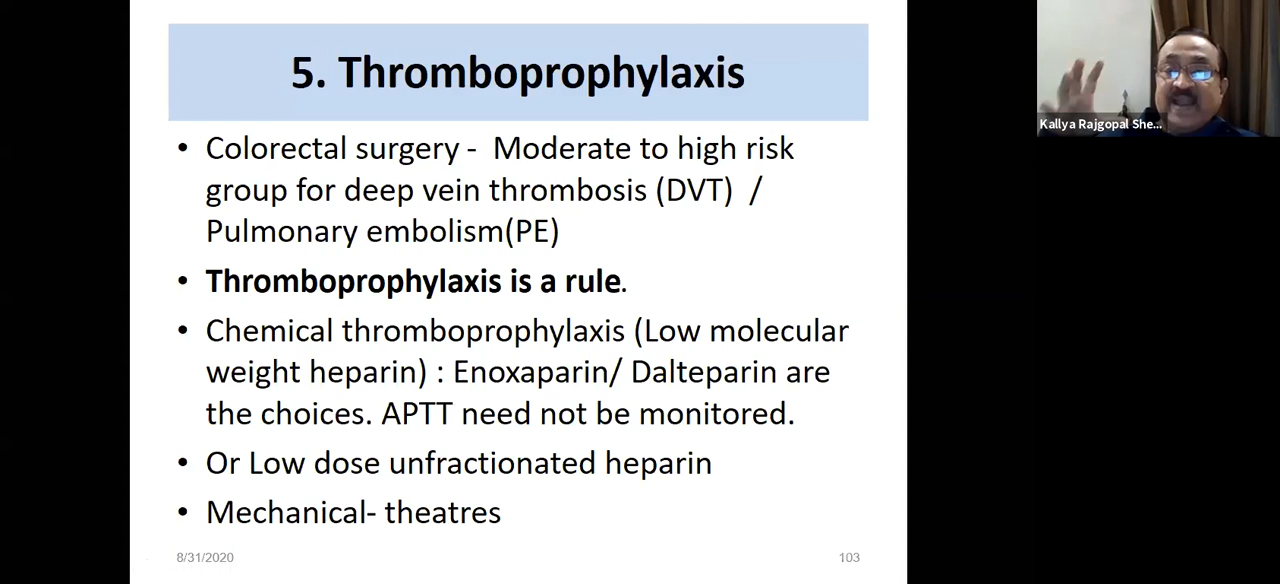 5. Thromboprophylaxis
• Colorectal surgery - Moderate to high risk
group for deep vein thrombosis (DVT) /
Pulmonary embolism(PE)
• Thromboprophylaxis is a rule.
• Chemical thromboprophylaxis (Low molecular
weight heparin) : Enoxaparin/ Dalteparin are
the choices. APTT need not be monitored.
• Or Low dose unfractionated heparin
• Mechanical- theatres
8/31/2020
103
Kallya Rajgopal She...